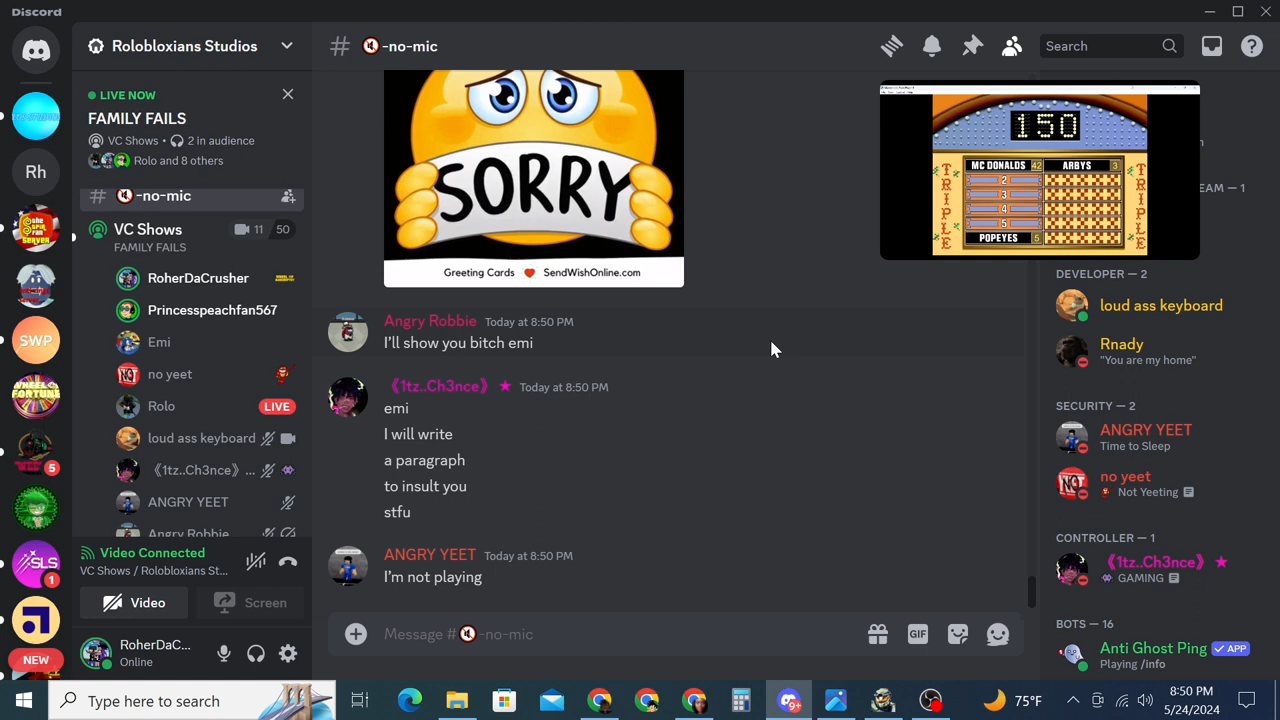 Discord
Rolobloxians Studios
LIVE NOW
FAMILY FAILS
VC Shows • 2 in audience
Rolo and 8 others
-no-mic
VC Shows 11 50
FAMILY FAILS
RoherDaCrusher
Princesspeachfan567
Emi
no yeet
Rolo LIVE
loud ass keyboard
《1tz..Ch3nce》 ...
ANGRY YEET
Angry Robbie
Video Connected
VC Shows / Rolobloxians St...
Video
Screen
RoherDaC...
Online
Rh
SWP
5
SLS
1
NEW
# -no-mic
Search
SORRY
Greeting Cards SendWishOnline.com
Angry Robbie Today at 8:50 PM
I'll show you bitch emi
《1tz..Ch3nce》 ★ Today at 8:50 PM
emi
I will write
a paragraph
to insult you
stfu
ANGRY YEET Today at 8:50 PM
I'm not playing
Message # -no-mic
GIF
150
MC DONALDS 42 ARBYS 3
2
3
4
5
POPEYES 5
TRIPLE
TRIPLE
EAM — 1
DEVELOPER — 2
loud ass keyboard
Rnady
"You are my home"
SECURITY — 2
ANGRY YEET
Time to Sleep
no yeet
Not Yeeting
CONTROLLER — 1
《1tz..Ch3nce》 ★
GAMING
BOTS — 16
Anti Ghost Ping ✓ APP
Playing /info
Type here to search
9+
75°F
8:50 PM
5/24/2024